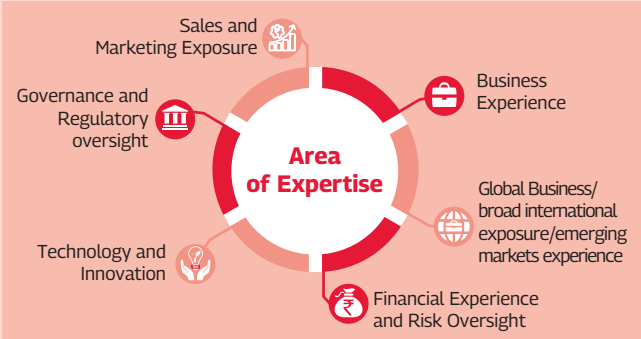 Sales and
Marketing Exposure
Business
Experience
Governance and
Regulatory
oversight
Area
of Expertise
Global Business/
broad international
exposure/emerging
markets experience
Technology and
Innovation
Financial Experience
and Risk Oversight
₹